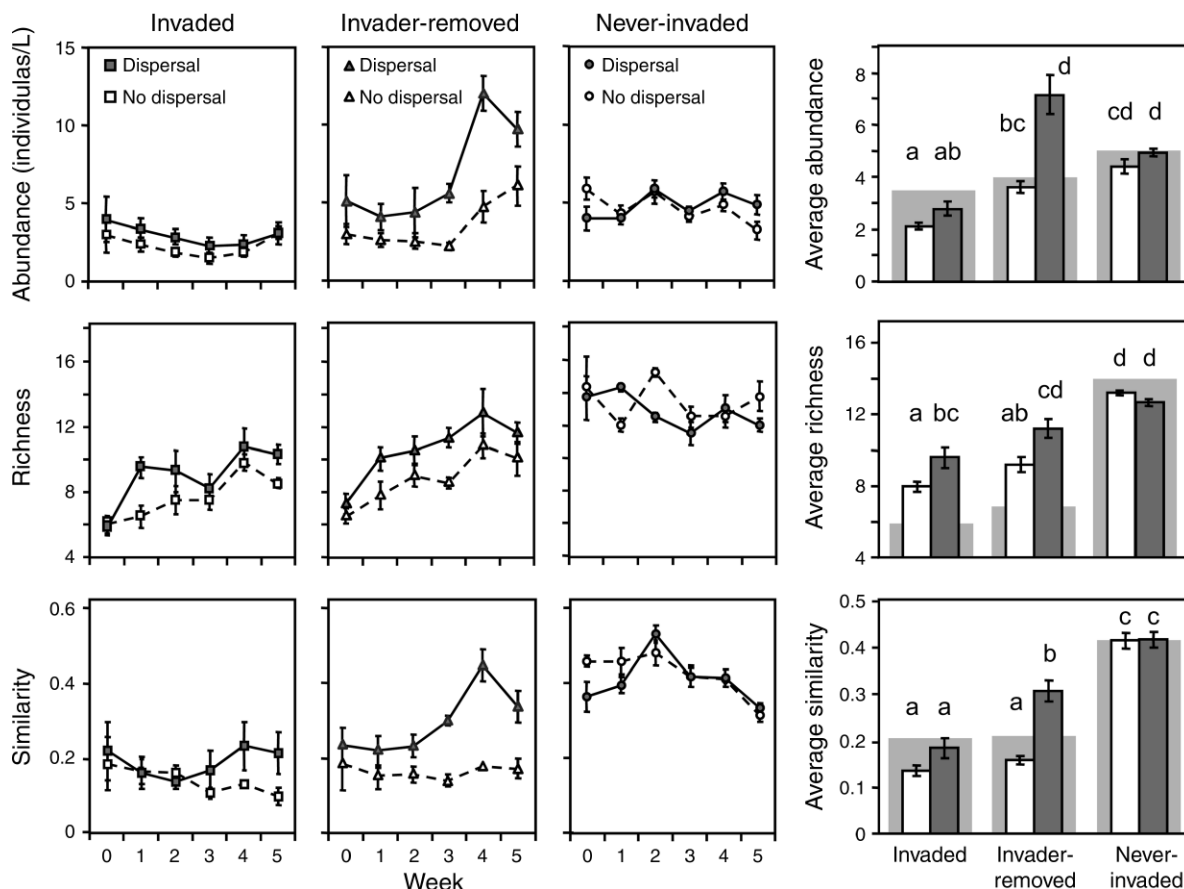 Invaded Invader-removed Never-invaded
Abundance (individulas/L)
15
10
5
0
Dispersal
No dispersal
Dispersal
No dispersal
Dispersal
No dispersal
Average abundance
8
6
4
2
0
a ab bc d cd d
Richness
16
12
8
4
Average richness
16
12
8
4
a bc ab cd d d
Similarity
0.6
0.4
0.2
0
Average similarity
0.5
0.4
0.3
0.2
0.1
0
a a a b c c
0 1 2 3 4 5
0 1 2 3 4 5
0 1 2 3 4 5
Week
Invaded Invader- Never-
removed invaded